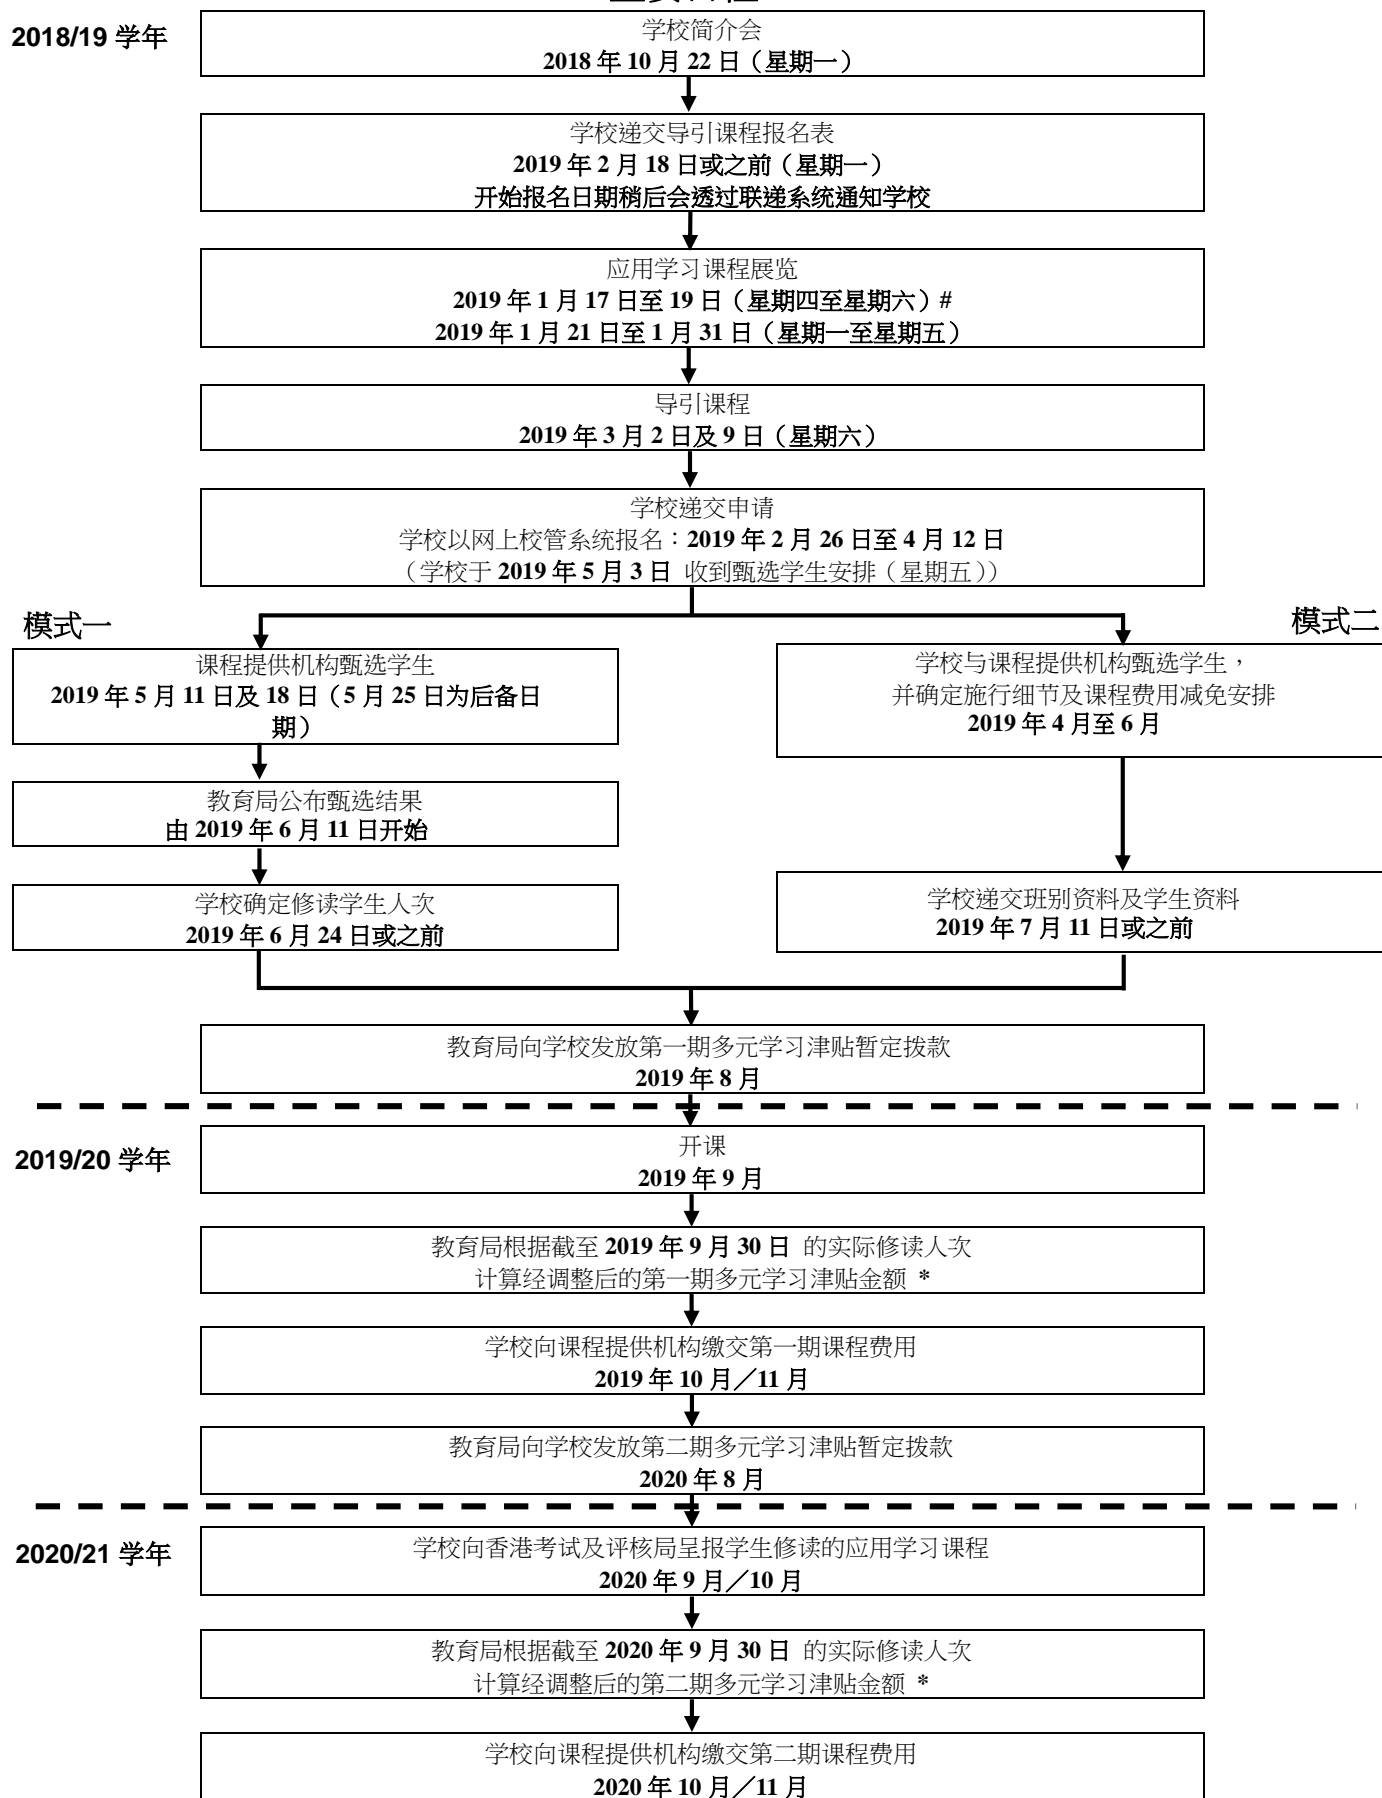 2018/19 学年
学校简介会
2018 年 10 月 22 日（星期一）
学校递交导引课程报名表
2019 年 2 月 18 日或之前（星期一）
开始报名日期稍后会透过联递系统通知学校
应用学习课程展览
2019 年 1 月 17 日至 19 日（星期四至星期六）#
2019 年 1 月 21 日至 1 月 31 日（星期一至星期五）
导引课程
2019 年 3 月 2 日及 9 日（星期六）
学校递交申请
学校以网上校管系统报名：2019 年 2 月 26 日至 4 月 12 日
（学校于 2019 年 5 月 3 日 收到甄选学生安排（星期五））
模式一
课程提供机构甄选学生
2019 年 5 月 11 日及 18 日（5 月 25 日为后备日
期）
教育局公布甄选结果
由 2019 年 6 月 11 日开始
学校确定修读学生人次
2019 年 6 月 24 日或之前
模式二
学校与课程提供机构甄选学生，
并确定施行细节及课程费用减免安排
2019 年 4 月至 6 月
学校递交班别资料及学生资料
2019 年 7 月 11 日或之前
教育局向学校发放第一期多元学习津贴暂定拨款
2019 年 8 月
2019/20 学年
开课
2019 年 9 月
教育局根据截至 2019 年 9 月 30 日 的实际修读人次
计算经调整后的第一期多元学习津贴金额 *
学校向课程提供机构缴交第一期课程费用
2019 年 10 月／11 月
教育局向学校发放第二期多元学习津贴暂定拨款
2020 年 8 月
2020/21 学年
学校向香港考试及评核局呈报学生修读的应用学习课程
2020 年 9 月／10 月
教育局根据截至 2020 年 9 月 30 日 的实际修读人次
计算经调整后的第二期多元学习津贴金额 *
学校向课程提供机构缴交第二期课程费用
2020 年 10 月／11 月